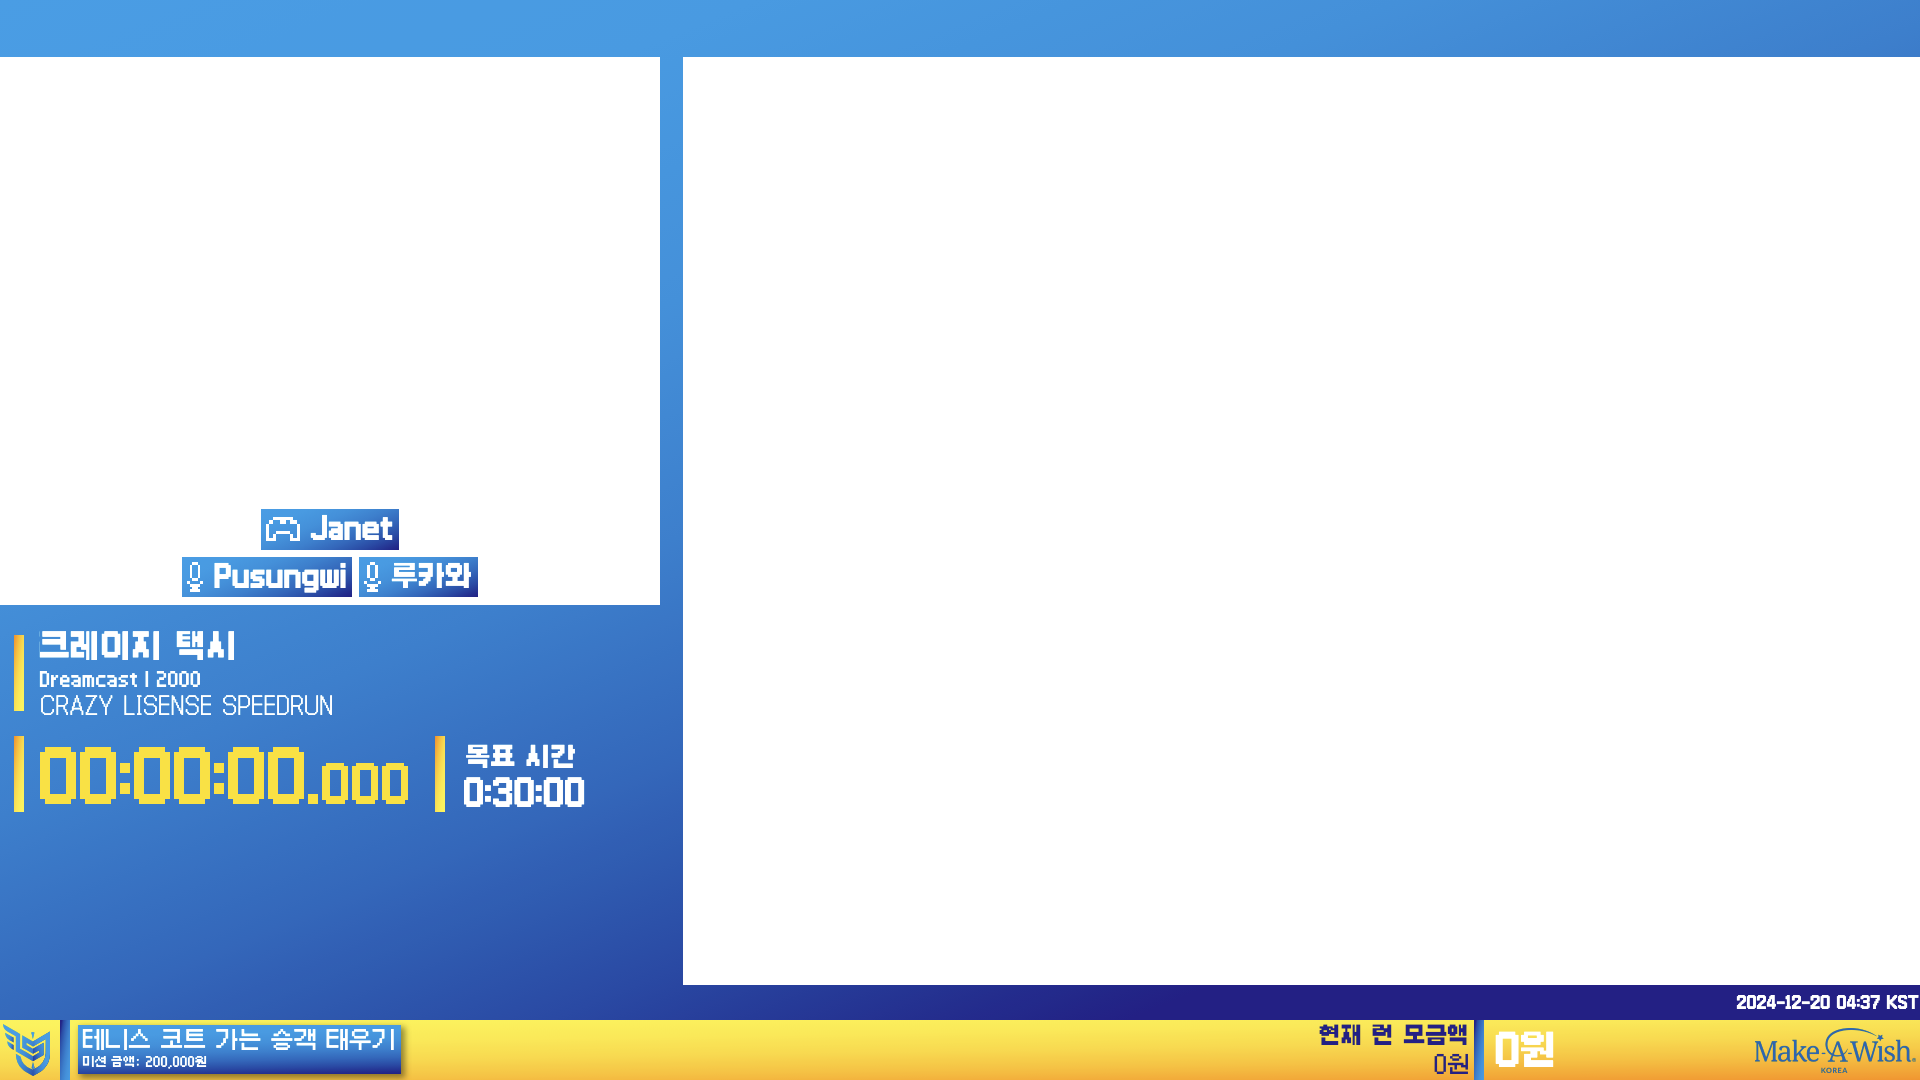 Janet
Pusungwi 루카와
크레이지 택시
Dreamcast | 2000
CRAZY LISENSE SPEEDRUN
00:00:00.000
목표 시간
0:30:00
2024-12-20 04:37 KST
테니스 코트 가는 승객 태우기
미션 금액: 200,000원
현재 런 모금액
0원
0원
Make-A-Wish.
KOREA